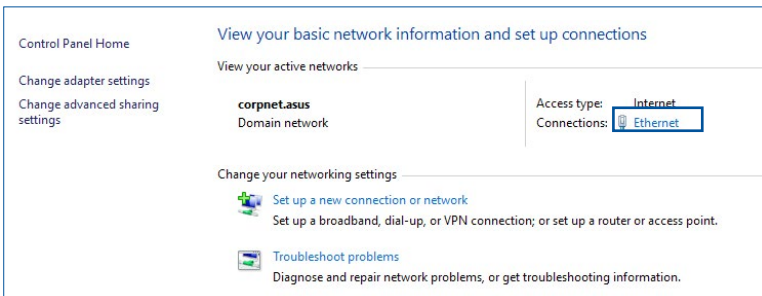 View your basic network information and set up connections
Control Panel Home
View your active networks
Change adapter settings
Change advanced sharing
settings
corpnet.asus
Domain network
Access type: Internet
Connections: Ethernet
Change your networking settings
Set up a new connection or network
Set up a broadband, dial-up, or VPN connection; or set up a router or access point.
Troubleshoot problems
Diagnose and repair network problems, or get troubleshooting information.